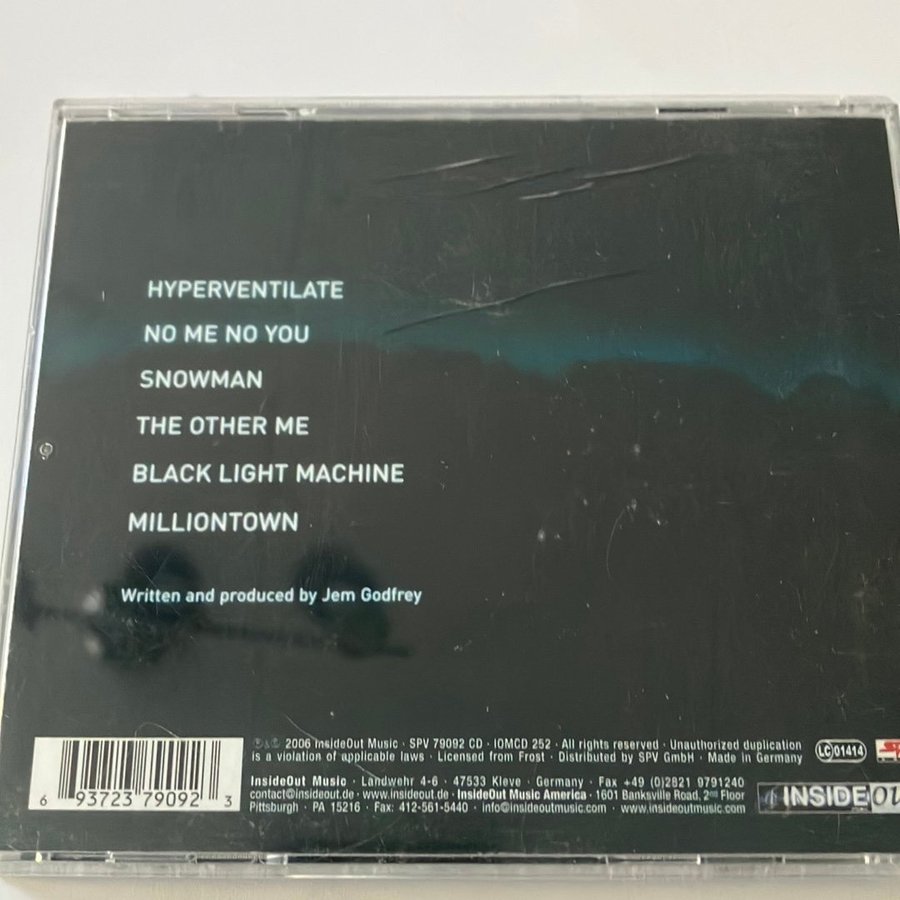 HYPERVENTILATE
NO ME NO YOU
SNOWMAN
THE OTHER ME
BLACK LIGHT MACHINE
MILLIONTOWN
Written and produced by Jem Godfrey
℗ & © 2006 InsideOut Music · SPV 79092 CD · IOMCD 252 · All rights reserved · Unauthorized duplication
is a violation of applicable laws · Licensed from Frost · Distributed by SPV GmbH · Made in Germany
LC 01414
InsideOut Music · Landwehr 4-6 · 47533 Kleve · Germany · Fax +49 (0)2821 9791240
contact@insideout.de · www.insideout.de · InsideOut Music America · 1601 Banksville Road, 2nd Floor
Pittsburgh · PA 15216 · Fax: 412-561-5440 · info@insideoutmusic.com · www.insideoutmusic.com
INSIDE
6 93723 79092 3